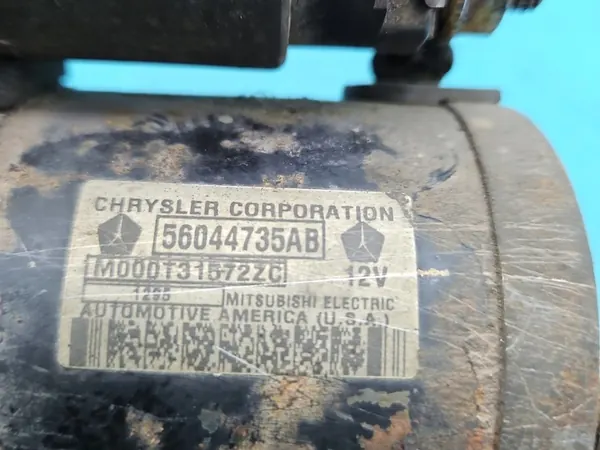 CHRYSLER CORPORATION
56044735AB
M000T31572ZC 12V
1295 MITSUBISHI ELECTRIC
AUTOMOTIVE AMERICA (U.S.A.)